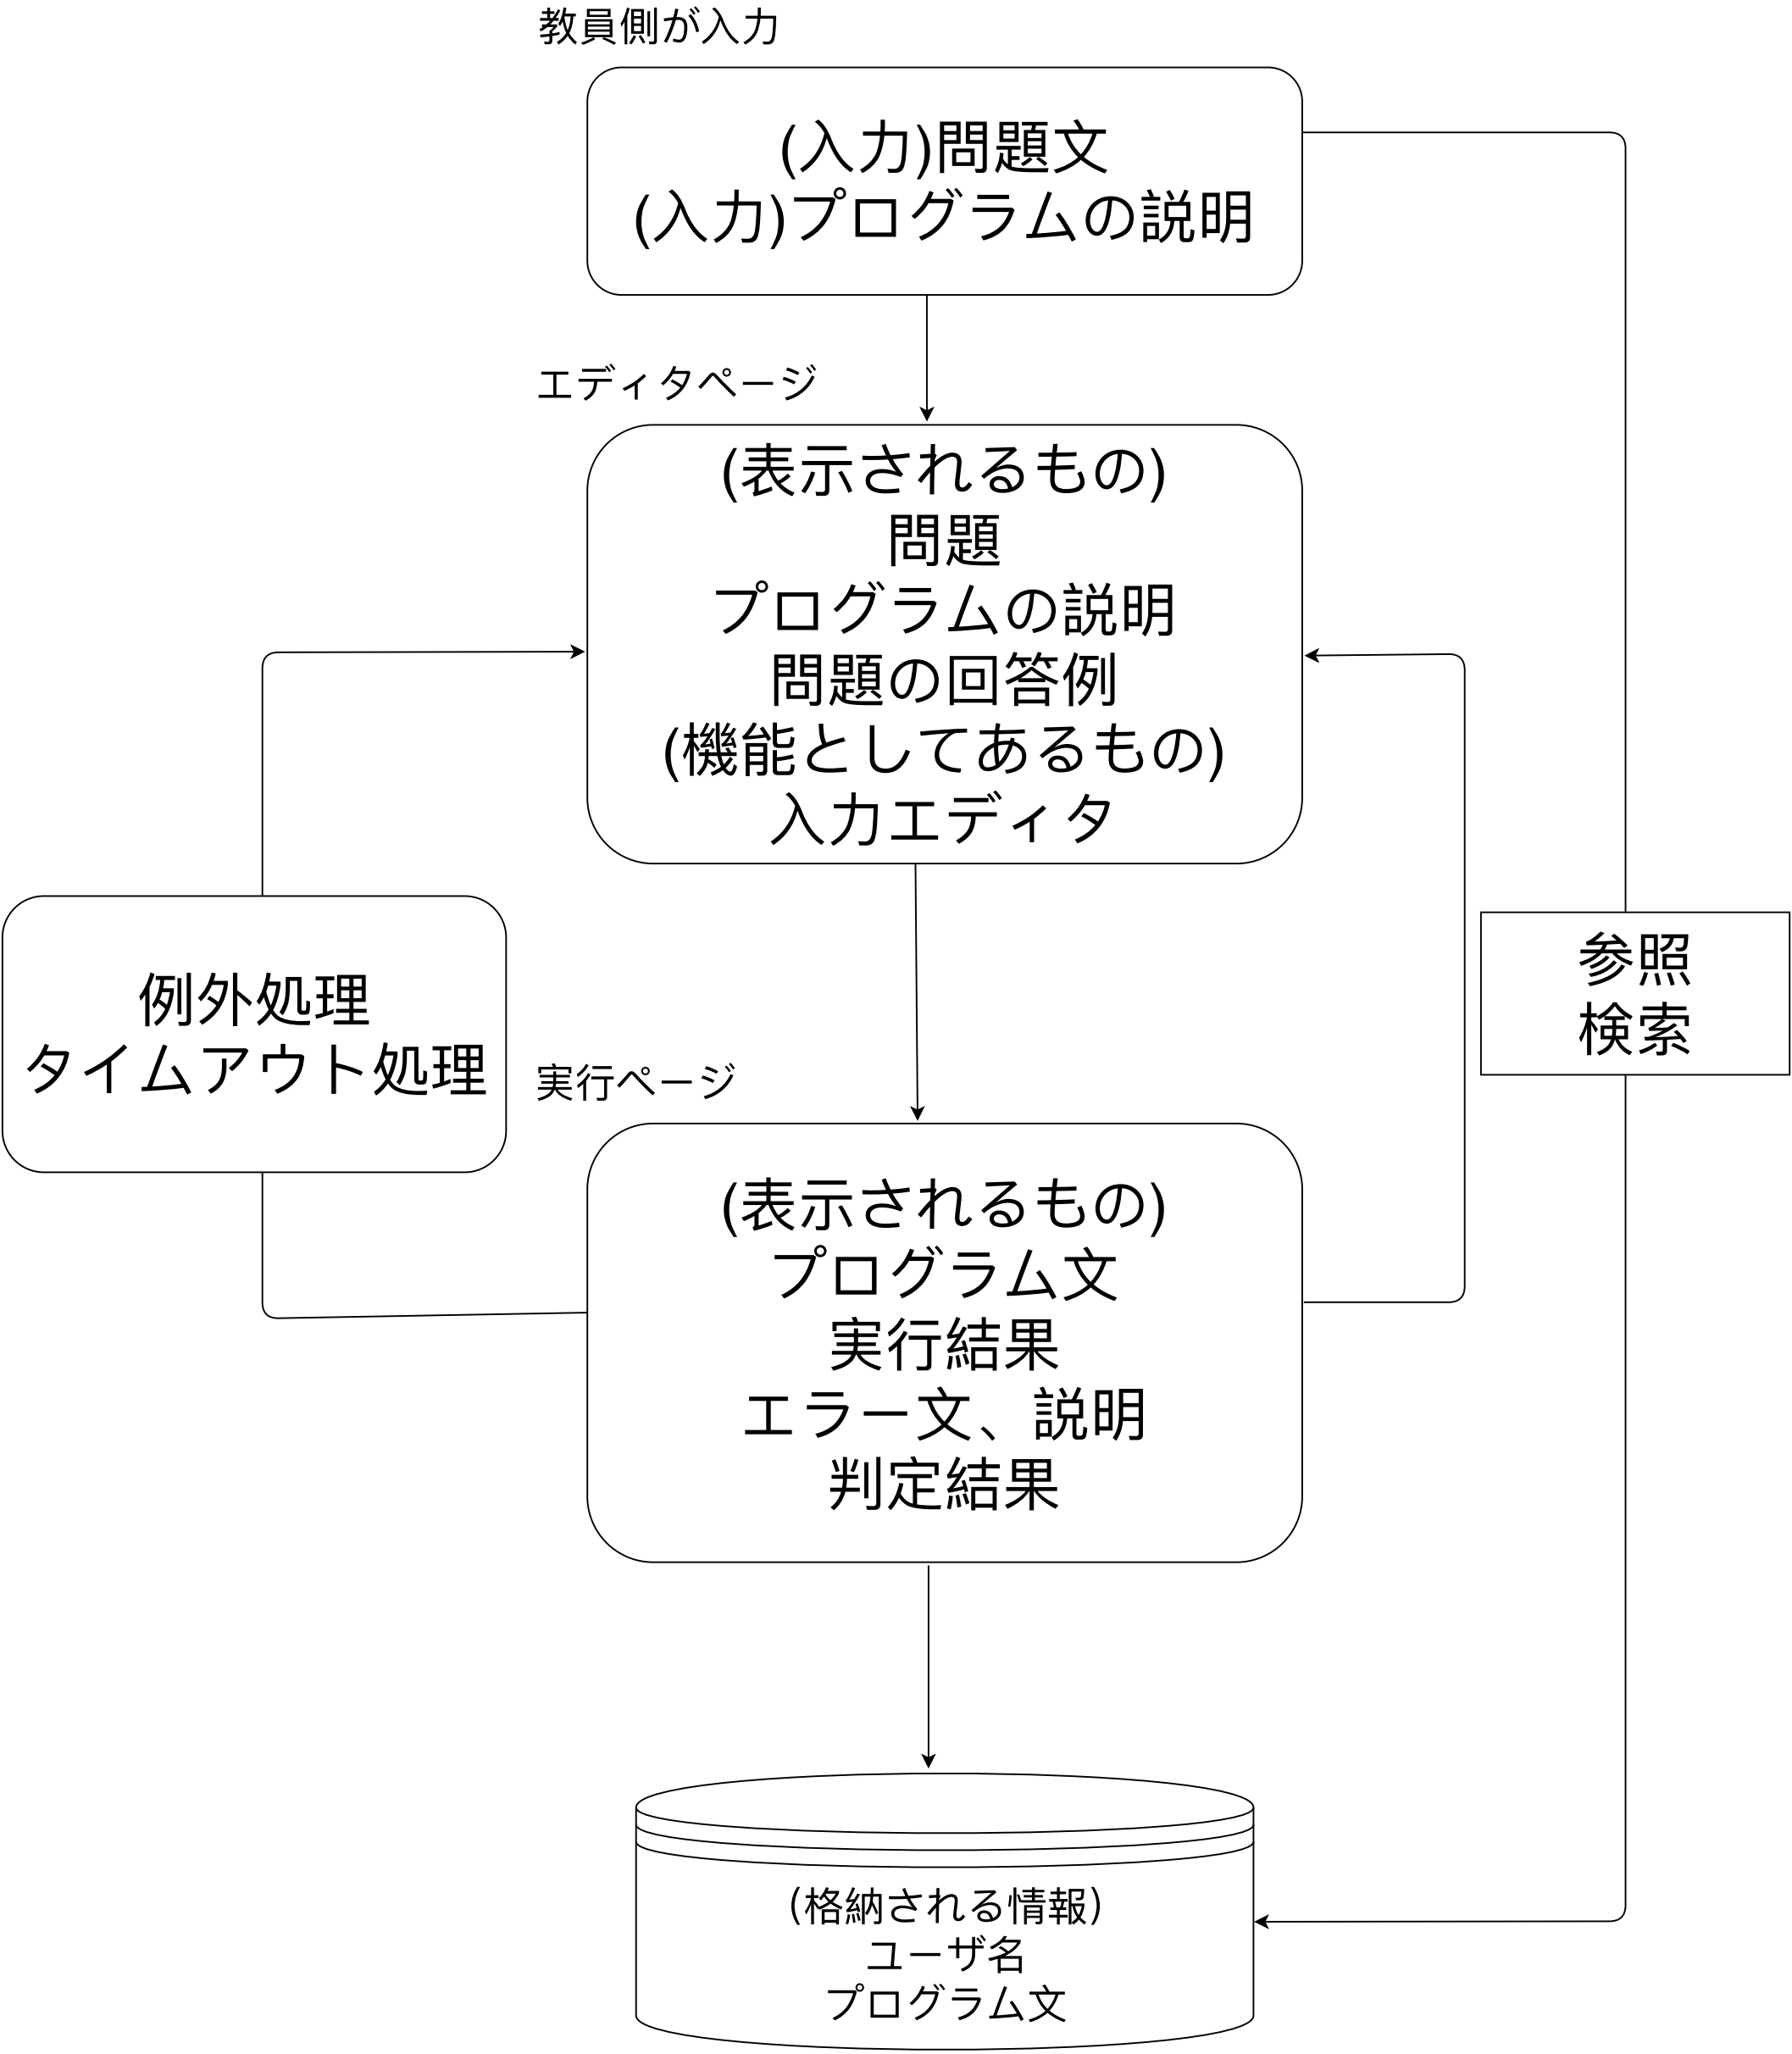 教員側が入力
(入力)問題文
(入力)プログラムの説明
エディタページ
(表示されるもの)
問題
プログラムの説明
問題の回答例
(機能としてあるもの)
入力エディタ
例外処理
タイムアウト処理
参照
検索
実行ページ
(表示されるもの)
プログラム文
実行結果
エラー文、説明
判定結果
(格納される情報)
ユーザ名
プログラム文